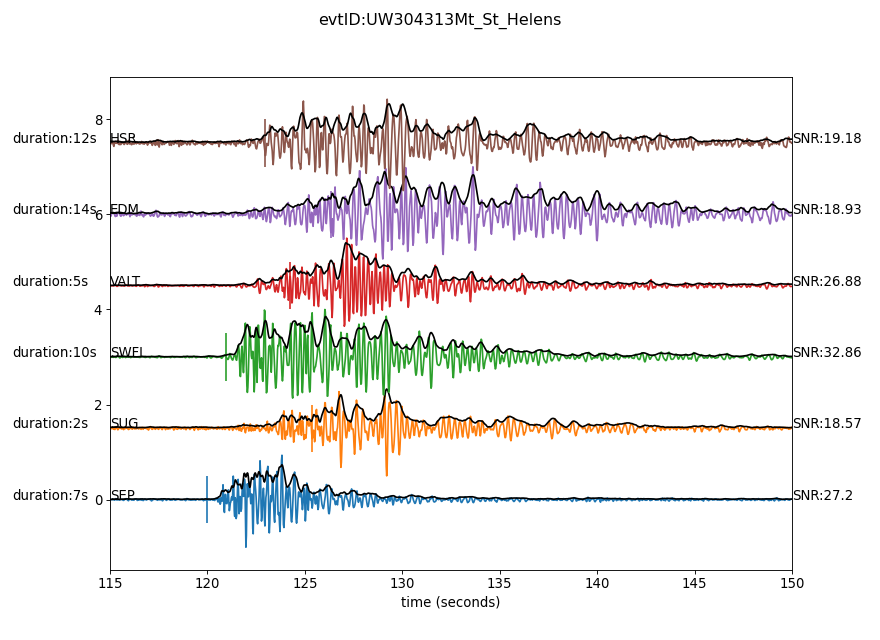 evtID:UW304313Mt_St_Helens
8
duration:12s HSR SNR:19.18
duration:14s EDM SNR:18.93
6
duration:5s VALT SNR:26.88
4
duration:10s SWFL SNR:32.86
2
duration:2s SUG SNR:18.57
duration:7s SEP SNR:27.2
0
115 120 125 130 135 140 145 150
time (seconds)